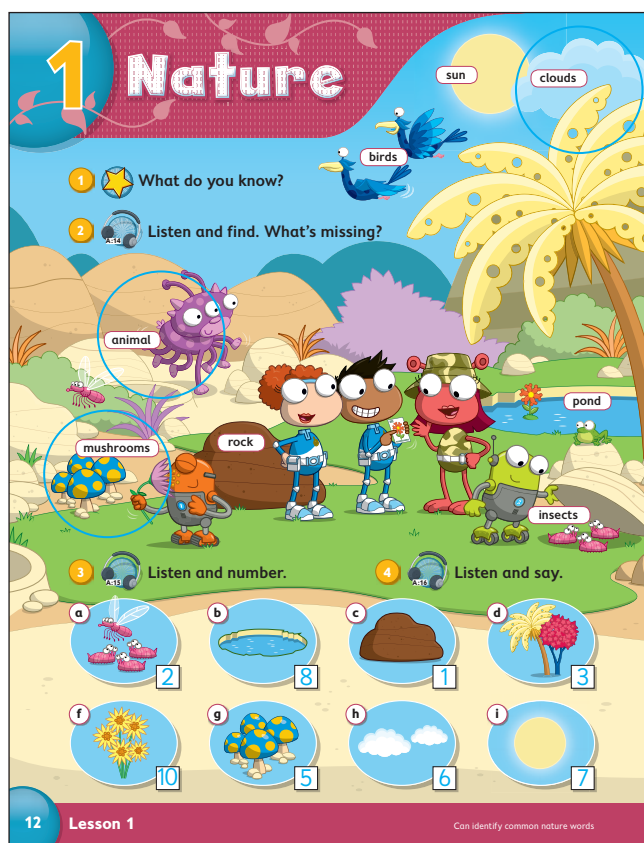 1 Nature
sun
clouds
birds
1 What do you know?
2 A:14 Listen and find. What's missing?
animal
pond
mushrooms
rock
insects
3 A:15 Listen and number.
4 A:16 Listen and say.
a
b
c
d
2
8
1
3
f
g
h
i
10
5
6
7
12 Lesson 1
Can identify common nature words